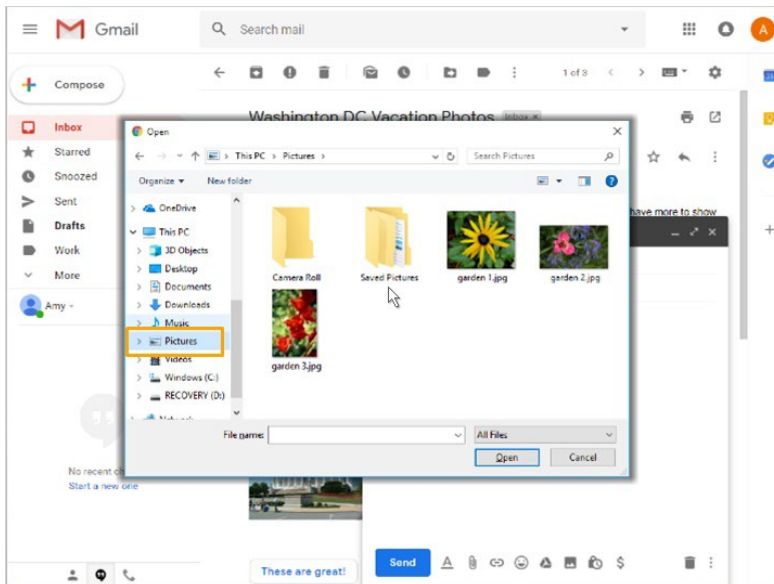 Gmail
Search mail
A
Compose
1 of 3
Washington DC Vacation Photos Inbox x
Inbox
Starred
Snoozed
Sent
Drafts
Work
More
Amy
No recent
Start a new one
have more to show
Open
This PC > Pictures >
Search Pictures
Organize
New folder
OneDrive
This PC
3D Objects
Desktop
Documents
Downloads
Music
Pictures
Videos
Windows (C:)
RECOVERY (D:)
Camera Roll
Saved Pictures
garden 1.jpg
garden 2.jpg
garden 3.jpg
File name:
All Files
Open
Cancel
These are great!
Send